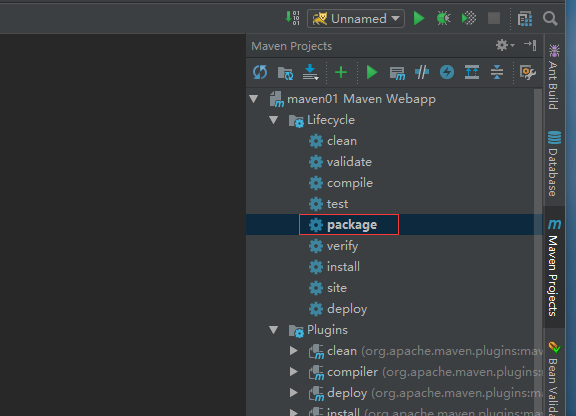 Unnamed
Maven Projects
maven01 Maven Webapp
Lifecycle
clean
validate
compile
test
package
verify
install
site
deploy
Plugins
clean (org.apache.maven.plugins:mav
compiler (org.apache.maven.plugins:
deploy (org.apache.maven.plugins:ma
install (org.apache.maven.plugins:ma
Ant Build
Database
Maven Projects
Bean Valida